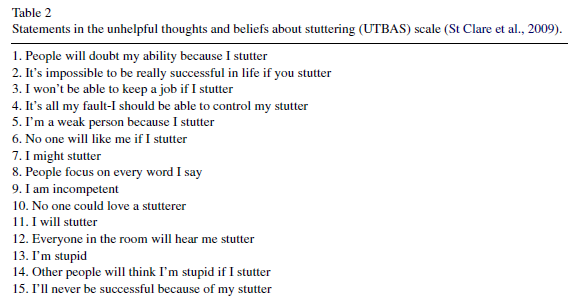 Table 2
Statements in the unhelpful thoughts and beliefs about stuttering (UTBAS) scale (St Clare et al., 2009).
1. People will doubt my ability because I stutter
2. It's impossible to be really successful in life if you stutter
3. I won't be able to keep a job if I stutter
4. It's all my fault-I should be able to control my stutter
5. I'm a weak person because I stutter
6. No one will like me if I stutter
7. I might stutter
8. People focus on every word I say
9. I am incompetent
10. No one could love a stutterer
11. I will stutter
12. Everyone in the room will hear me stutter
13. I'm stupid
14. Other people will think I'm stupid if I stutter
15. I'll never be successful because of my stutter